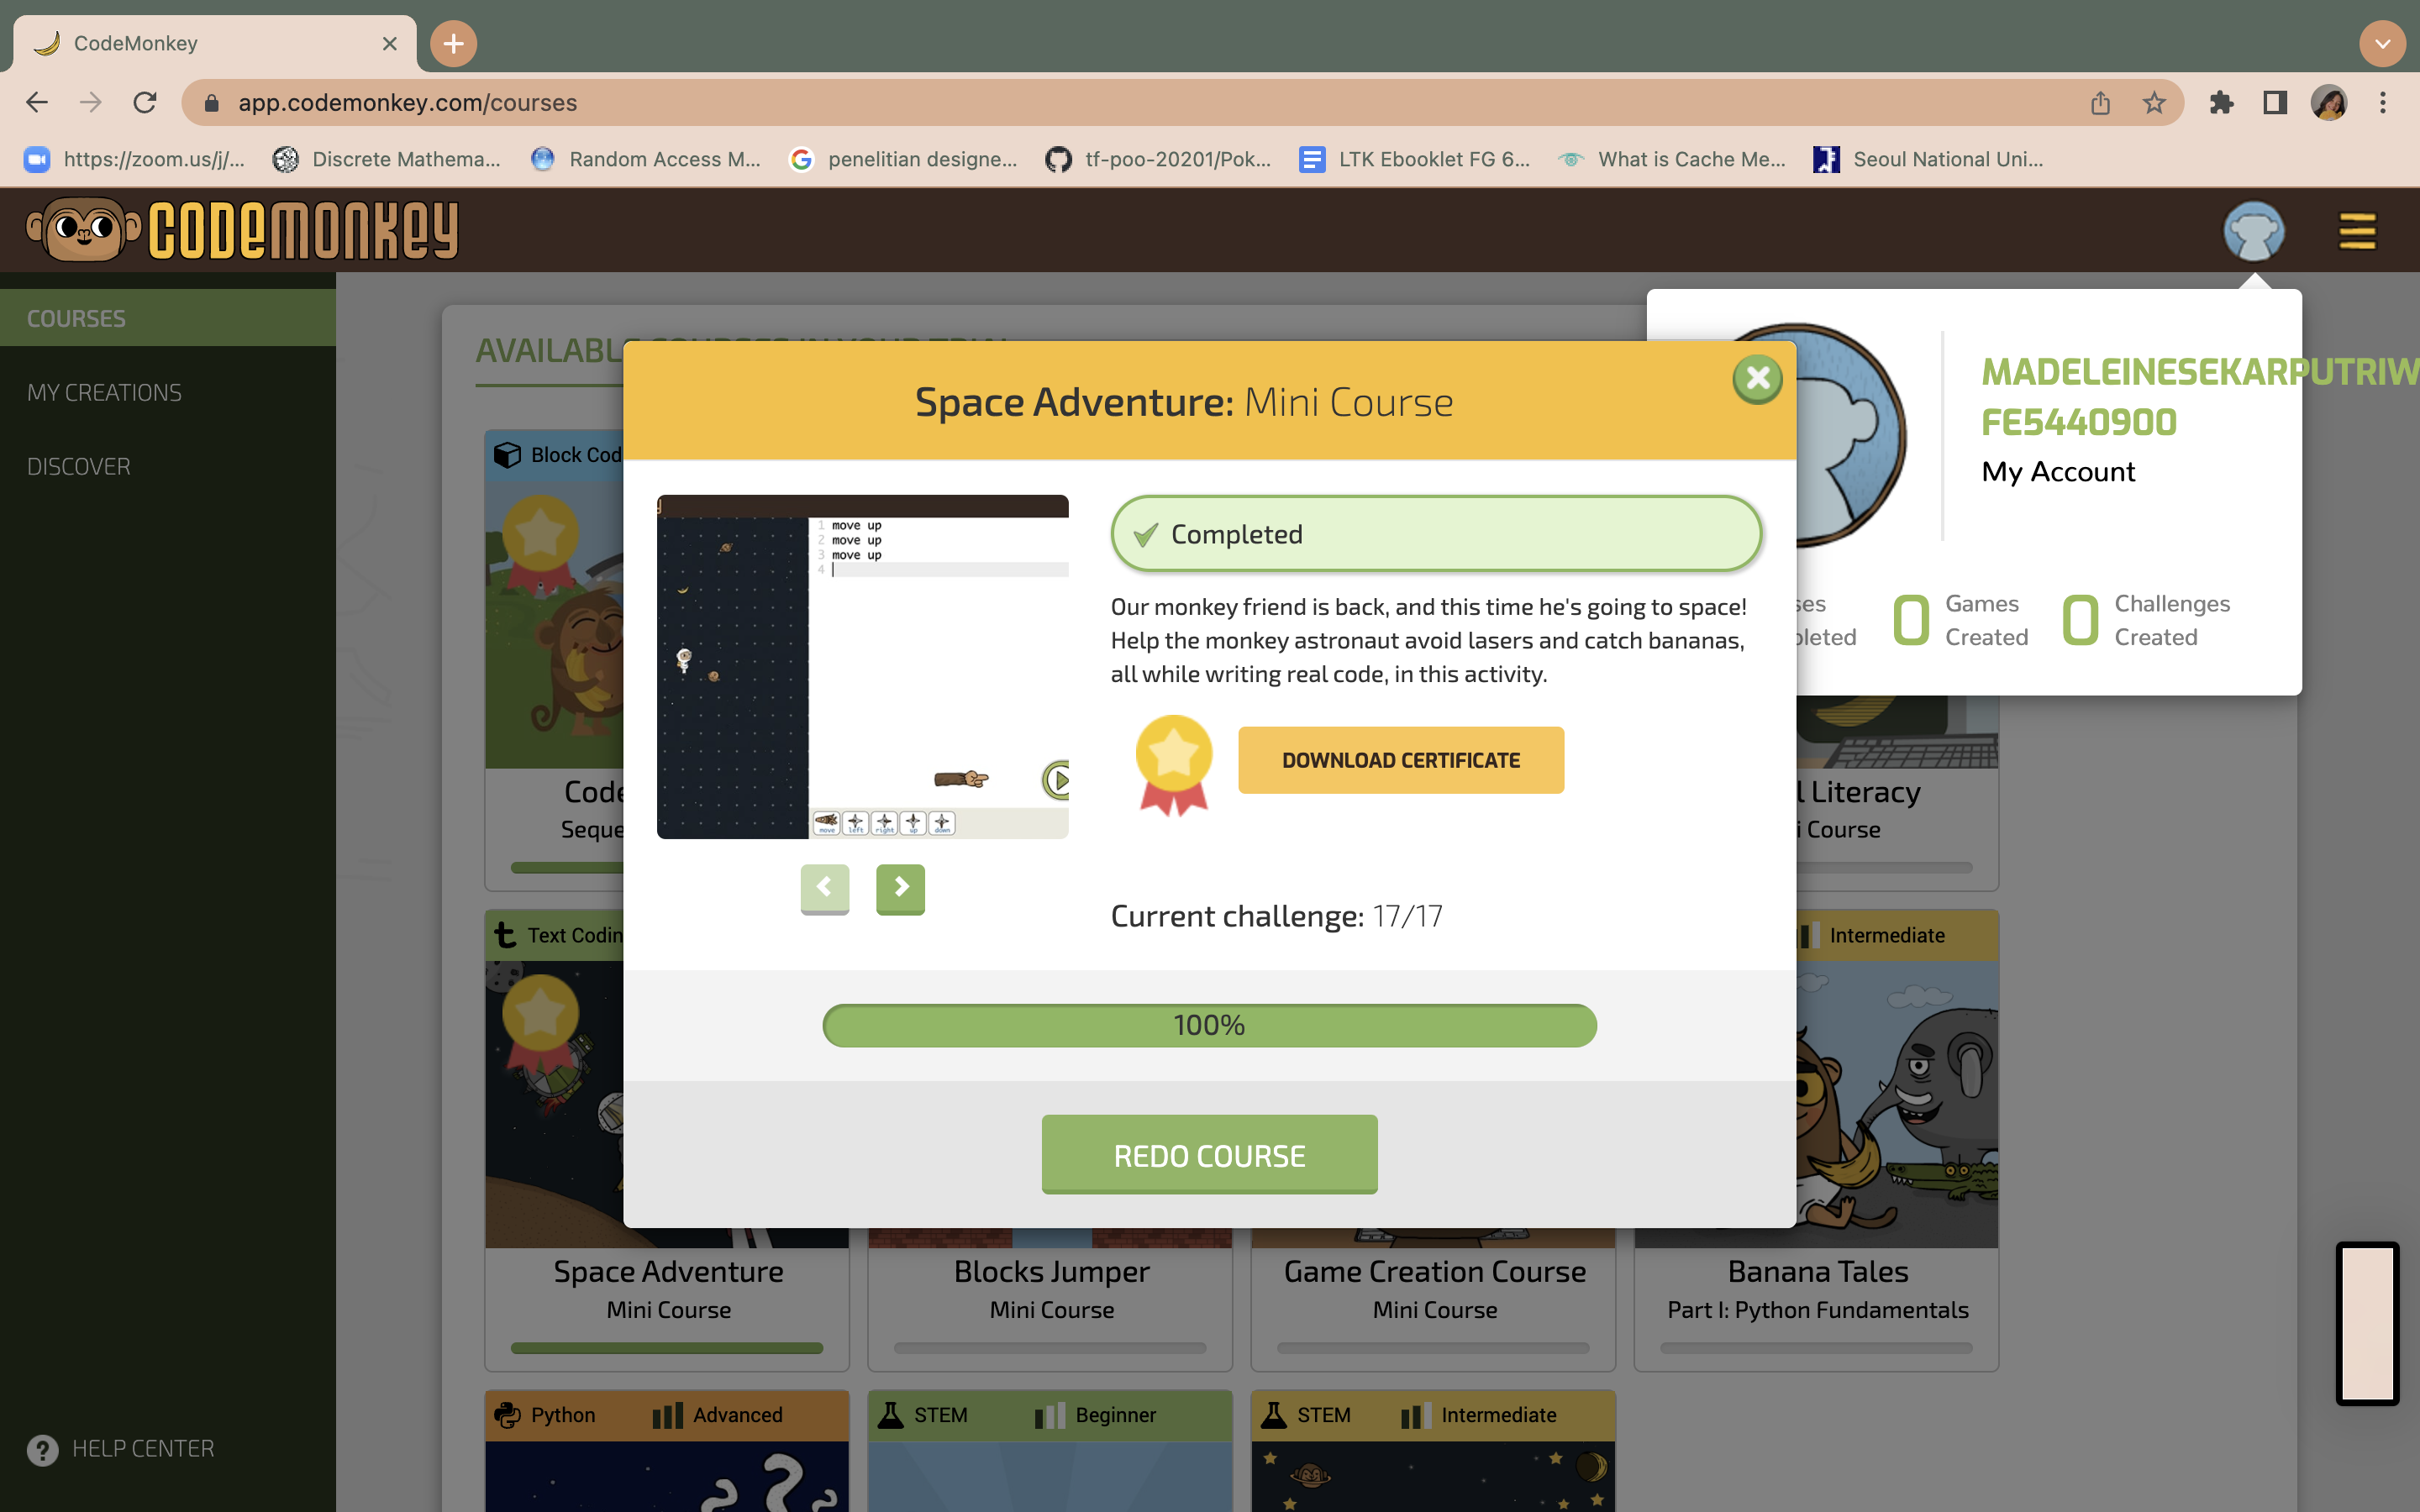 CodeMonkey
app.codemonkey.com/courses
https://zoom.us/j/...
Discrete Mathema...
Random Access M...
penelitian designe...
tf-poo-20201/Pok...
LTK Ebooklet FG 6...
What is Cache Me...
Seoul National Uni...
CODEMONKEY
COURSES
MY CREATIONS
DISCOVER
HELP CENTER
MADELEINESEKARPUTRIW
FE5440900
My Account
0 Games Created
0 Challenges Created
Space Adventure: Mini Course
1 move up
2 move up
3 move up
4
move
left
right
up
down
Completed
Our monkey friend is back, and this time he's going to space!
Help the monkey astronaut avoid lasers and catch bananas,
all while writing real code, in this activity.
DOWNLOAD CERTIFICATE
Current challenge: 17/17
100%
REDO COURSE
Block Cod
Code
Seque
Literacy
Course
Text Codin
Intermediate
Space Adventure
Mini Course
Blocks Jumper
Mini Course
Game Creation Course
Mini Course
Banana Tales
Part I: Python Fundamentals
Python
Advanced
STEM
Beginner
STEM
Intermediate